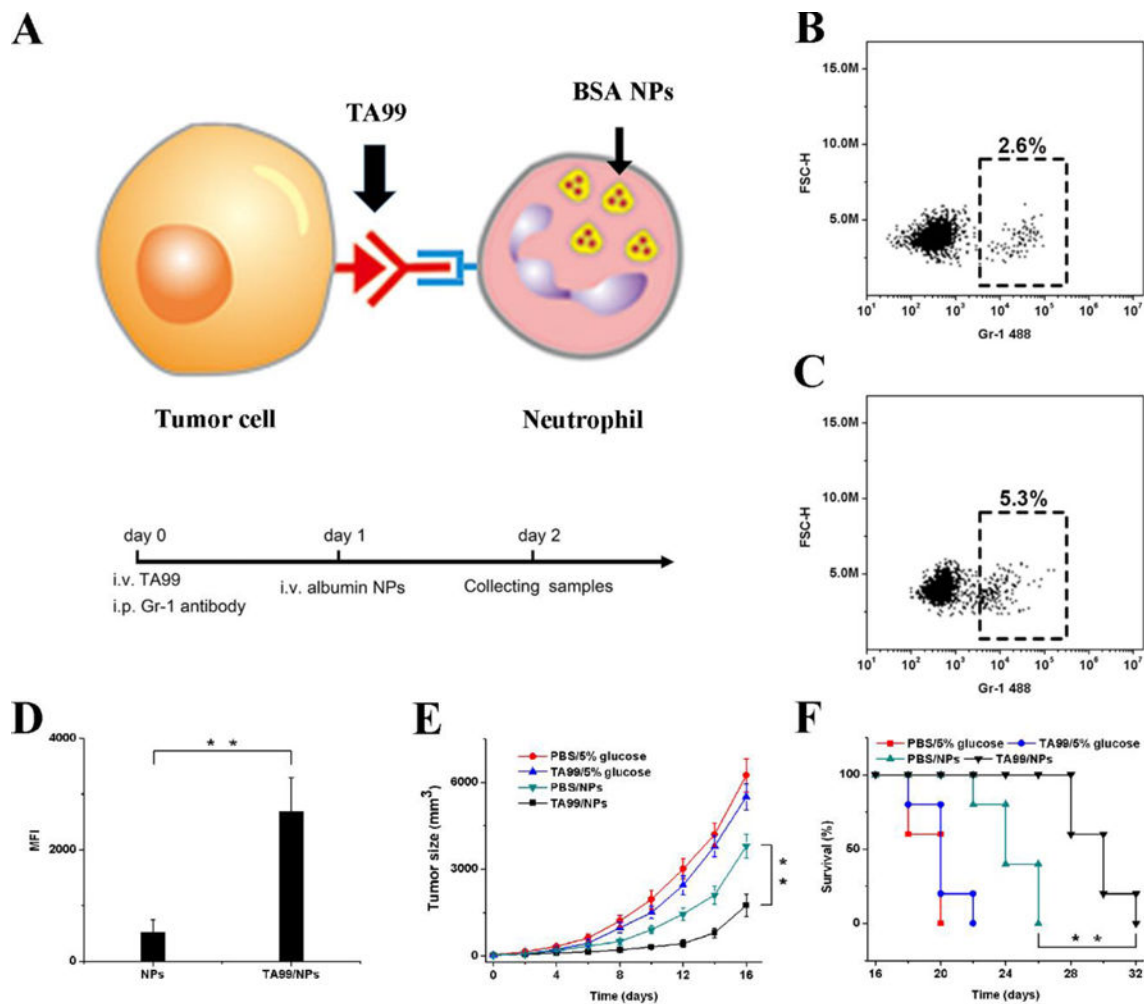 A
TA99
BSA NPs
Tumor cell
Neutrophil
day 0
day 1
day 2
i.v. TA99
i.p. Gr-1 antibody
i.v. albumin NPs
Collecting samples
B
15.0M
10.0M
5.0M
FSC-H
2.6%
10¹ 10² 10³ 10⁴ 10⁵ 10⁶ 10⁷
Gr-1 488
C
15.0M
10.0M
5.0M
FSC-H
5.3%
10¹ 10² 10³ 10⁴ 10⁵ 10⁶ 10⁷
Gr-1 488
D
4000
2000
0
MFI
* *
NPs TA99/NPs
E
PBS/5% glucose
TA99/5% glucose
PBS/NPs
TA99/NPs
6000
3000
0
Tumor size (mm³)
* *
0 4 8 12 16
Time (days)
F
PBS/5% glucose TA99/5% glucose
PBS/NPs TA99/NPs
100
50
0
Survival (%)
* *
16 20 24 28 32
Time (days)